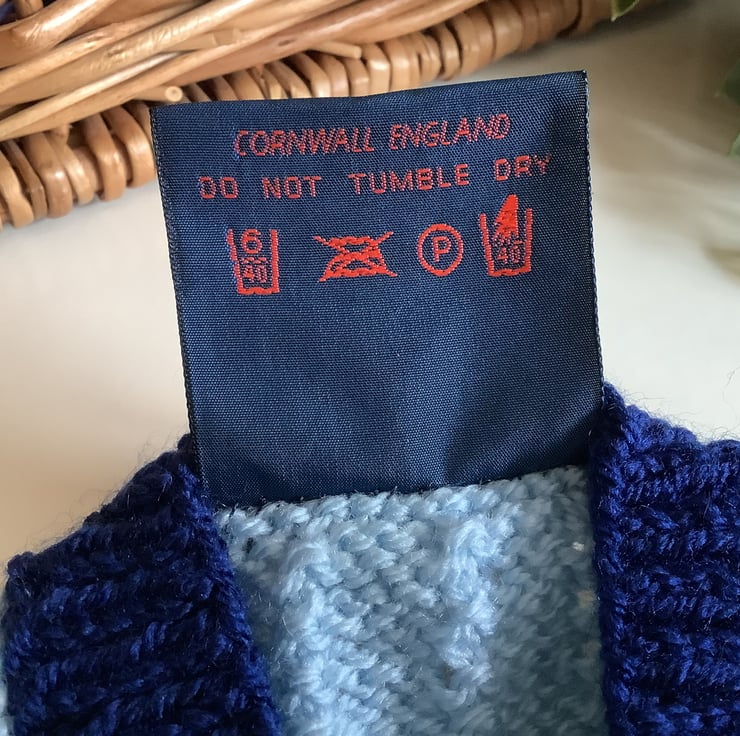 CORNWALL ENGLAND
DO NOT TUMBLE DRY
6 P
40 40